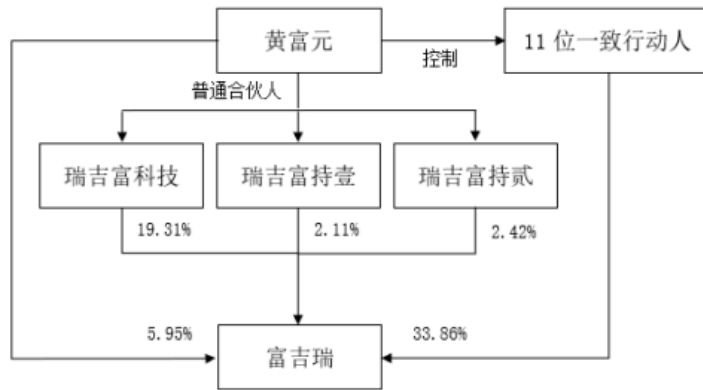 黄富元
11 位一致行动人
控制
普通合伙人
瑞吉富科技
瑞吉富持壹
瑞吉富持贰
19.31%
2.11%
2.42%
5.95%
33.86%
富吉瑞